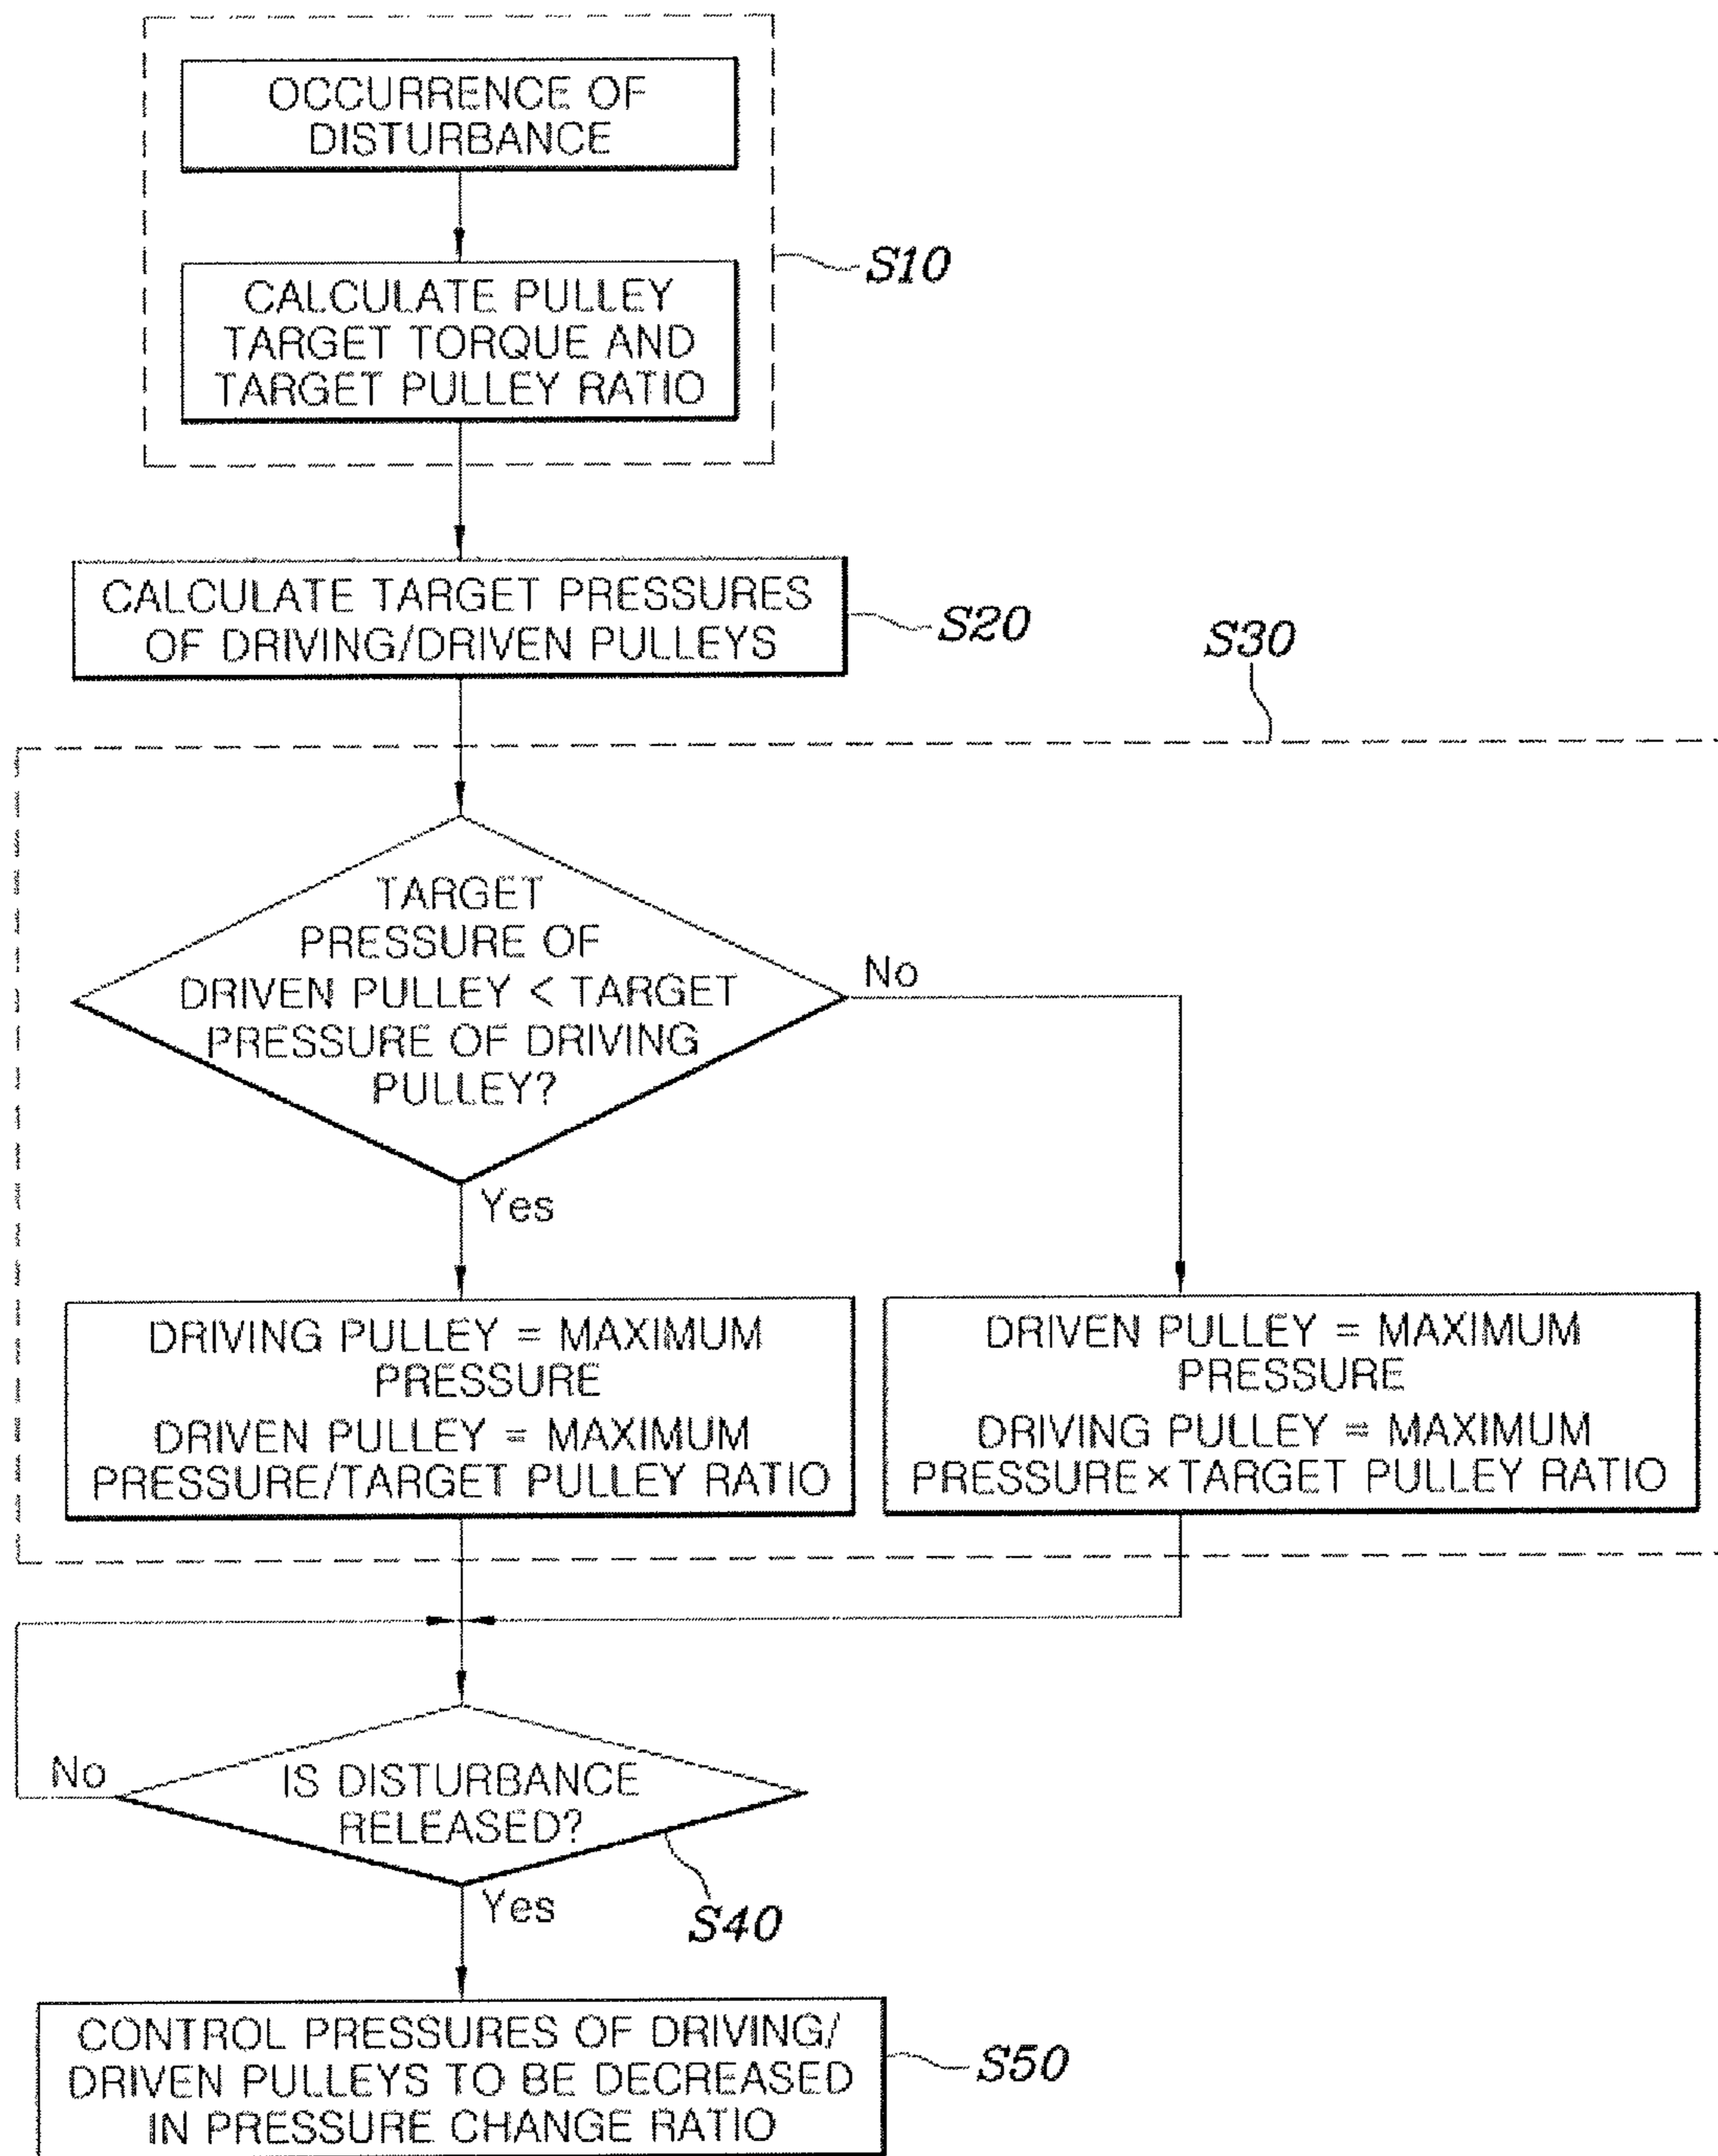 OCCURRENCE OF
DISTURBANCE
CALCULATE PULLEY
TARGET TORQUE AND
TARGET PULLEY RATIO
S10
CALCULATE TARGET PRESSURES
OF DRIVING/DRIVEN PULLEYS
S20
S30
TARGET
PRESSURE OF
DRIVEN PULLEY < TARGET
PRESSURE OF DRIVING
PULLEY?
No
Yes
DRIVING PULLEY = MAXIMUM
PRESSURE
DRIVEN PULLEY = MAXIMUM
PRESSURE/TARGET PULLEY RATIO
DRIVEN PULLEY = MAXIMUM
PRESSURE
DRIVING PULLEY = MAXIMUM
PRESSURE×TARGET PULLEY RATIO
No
IS DISTURBANCE
RELEASED?
Yes
S40
CONTROL PRESSURES OF DRIVING/
DRIVEN PULLEYS TO BE DECREASED
IN PRESSURE CHANGE RATIO
S50